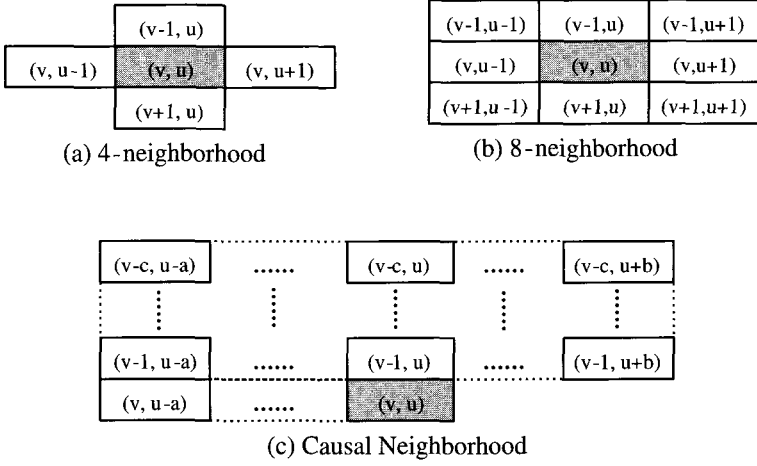 (v-1, u)
(v, u-1) (v, u) (v, u+1)
(v+1, u)
(a) 4-neighborhood
(v-1,u-1) (v-1,u) (v-1,u+1)
(v,u-1) (v, u) (v,u+1)
(v+1,u-1) (v+1,u) (v+1,u+1)
(b) 8-neighborhood
(v-c, u-a) ...... (v-c, u) ...... (v-c, u+b)
(v-1, u-a) ...... (v-1, u) ...... (v-1, u+b)
(v, u-a) ...... (v, u)
(c) Causal Neighborhood